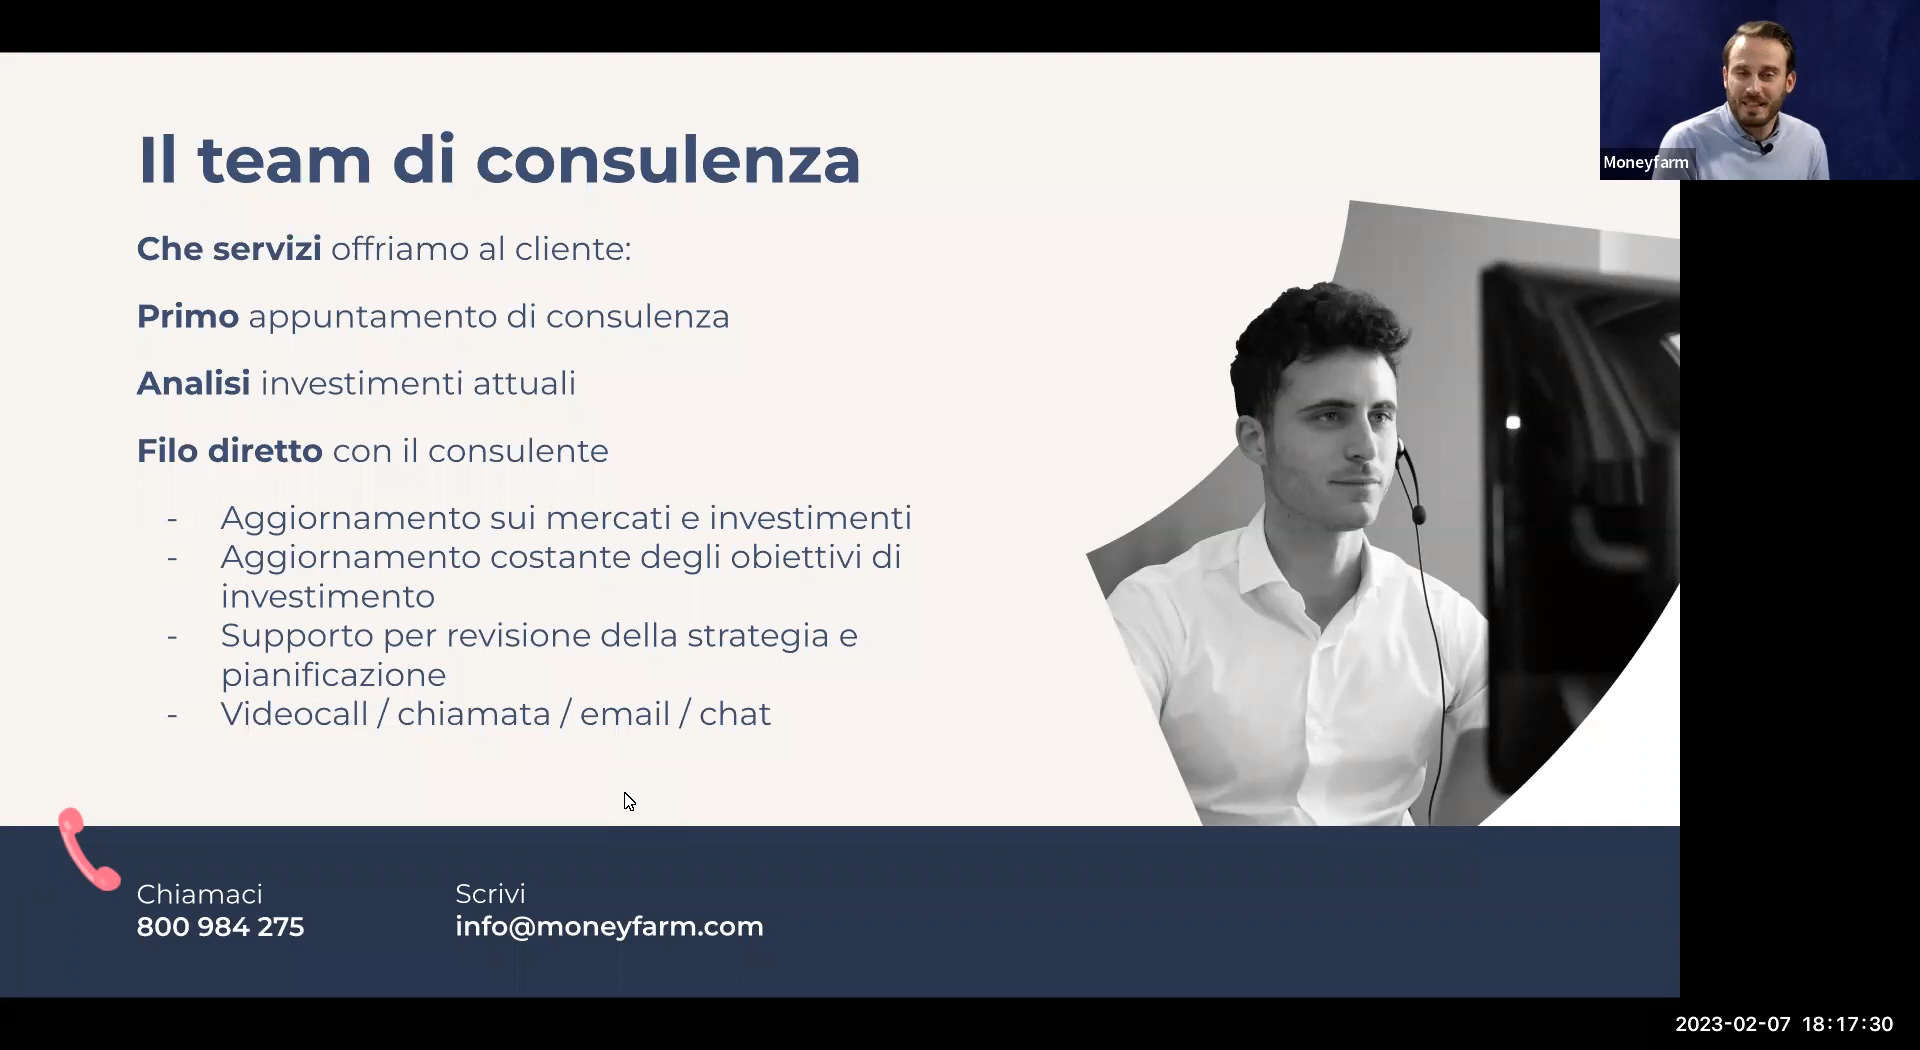 Il team di consulenza
Che servizi offriamo al cliente:
Primo appuntamento di consulenza
Analisi investimenti attuali
Filo diretto con il consulente
- Aggiornamento sui mercati e investimenti
- Aggiornamento costante degli obiettivi di
investimento
- Supporto per revisione della strategia e
pianificazione
- Videocall / chiamata / email / chat
Chiamaci
800 984 275
Scrivi
info@moneyfarm.com
Moneyfarm
2023-02-07 18:17:30